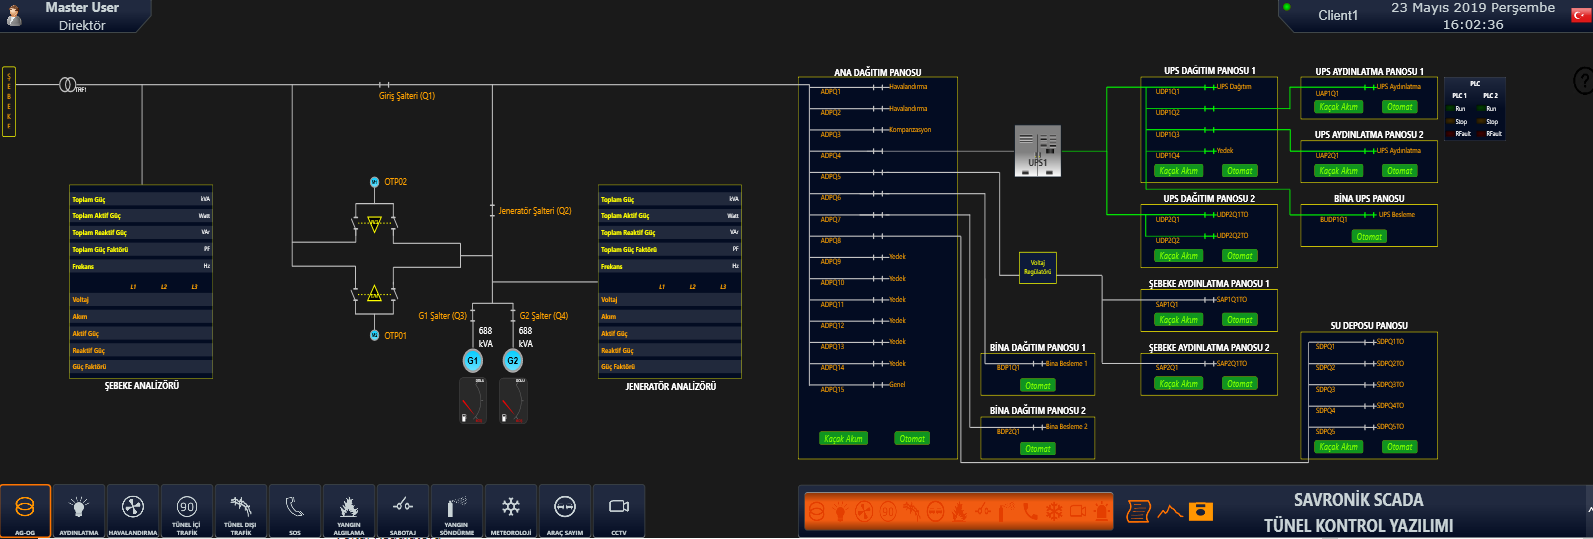 Master User
Direktör
Client1
23 Mayıs 2019 Perşembe
16:02:36
ŞEBEKE
TRF1
Giriş Şalteri (Q1)
OTP02
Jeneratör Şalteri (Q2)
OTP01
G1 Şalter (Q3)
G2 Şalter (Q4)
688
kVA
688
kVA
G1
G2
Toplam Güç kVA
Toplam Aktif Güç Watt
Toplam Reaktif Güç VAr
Toplam Güç Faktörü PF
Frekans Hz
L1 L2 L3
Voltaj
Akım
Aktif Güç
Reaktif Güç
Güç Faktörü
ŞEBEKE ANALİZÖRÜ
Toplam Güç kVA
Toplam Aktif Güç Watt
Toplam Reaktif Güç VAr
Toplam Güç Faktörü PF
Frekans Hz
L1 L2 L3
Voltaj
Akım
Aktif Güç
Reaktif Güç
Güç Faktörü
JENERATÖR ANALİZÖRÜ
ANA DAĞITIM PANOSU
ADPQ1 Havalandırma
ADPQ2 Havalandırma
ADPQ3 Kompanzasyon
ADPQ4
ADPQ5
ADPQ6
ADPQ7
ADPQ8
ADPQ9 Yedek
ADPQ10 Yedek
ADPQ11 Yedek
ADPQ12 Yedek
ADPQ13 Yedek
ADPQ14 Yedek
ADPQ15 Genel
Kaçak Akım Otomat
UPS1
Voltaj
Regülatörü
BİNA DAĞITIM PANOSU 1
BDP1Q1 Bina Besleme 1
Otomat
BİNA DAĞITIM PANOSU 2
BDP2Q1 Bina Besleme 2
Otomat
UPS DAĞITIM PANOSU 1
UDP1Q1 UPS Dağıtım
UDP1Q2
UDP1Q3
UDP1Q4 Yedek
Kaçak Akım Otomat
UPS DAĞITIM PANOSU 2
UDP2Q1 UDP2Q1TO
UDP2Q2 UDP2Q2TO
Kaçak Akım Otomat
ŞEBEKE AYDINLATMA PANOSU 1
SAP1Q1 SAP1Q1TO
Kaçak Akım Otomat
ŞEBEKE AYDINLATMA PANOSU 2
SAP2Q1 SAP2Q1TO
Kaçak Akım Otomat
UPS AYDINLATMA PANOSU 1
UAP1Q1 UPS Aydınlatma
Kaçak Akım Otomat
UPS AYDINLATMA PANOSU 2
UAP2Q1 UPS Aydınlatma
Kaçak Akım Otomat
BİNA UPS PANOSU
BUDP1Q1 UPS Besleme
Otomat
SU DEPOSU PANOSU
SDPQ1 SDPQ1TO
SDPQ2 SDPQ2TO
SDPQ3 SDPQ3TO
SDPQ4 SDPQ4TO
SDPQ5 SDPQ5TO
Kaçak Akım Otomat
PLC
PLC 1 PLC 2
Run Run
Stop Stop
RFault RFault
?
AG-OG
AYDINLATMA
HAVALANDIRMA
90
TÜNEL İÇİ
TRAFİK
TÜNEL DIŞI
TRAFİK
SOS
YANGIN
ALGILAMA
SABOTAJ
YANGIN
SÖNDÜRME
METEOROLOJİ
ARAÇ SAYIM
CCTV
SAVRONİK SCADA
TÜNEL KONTROL YAZILIMI